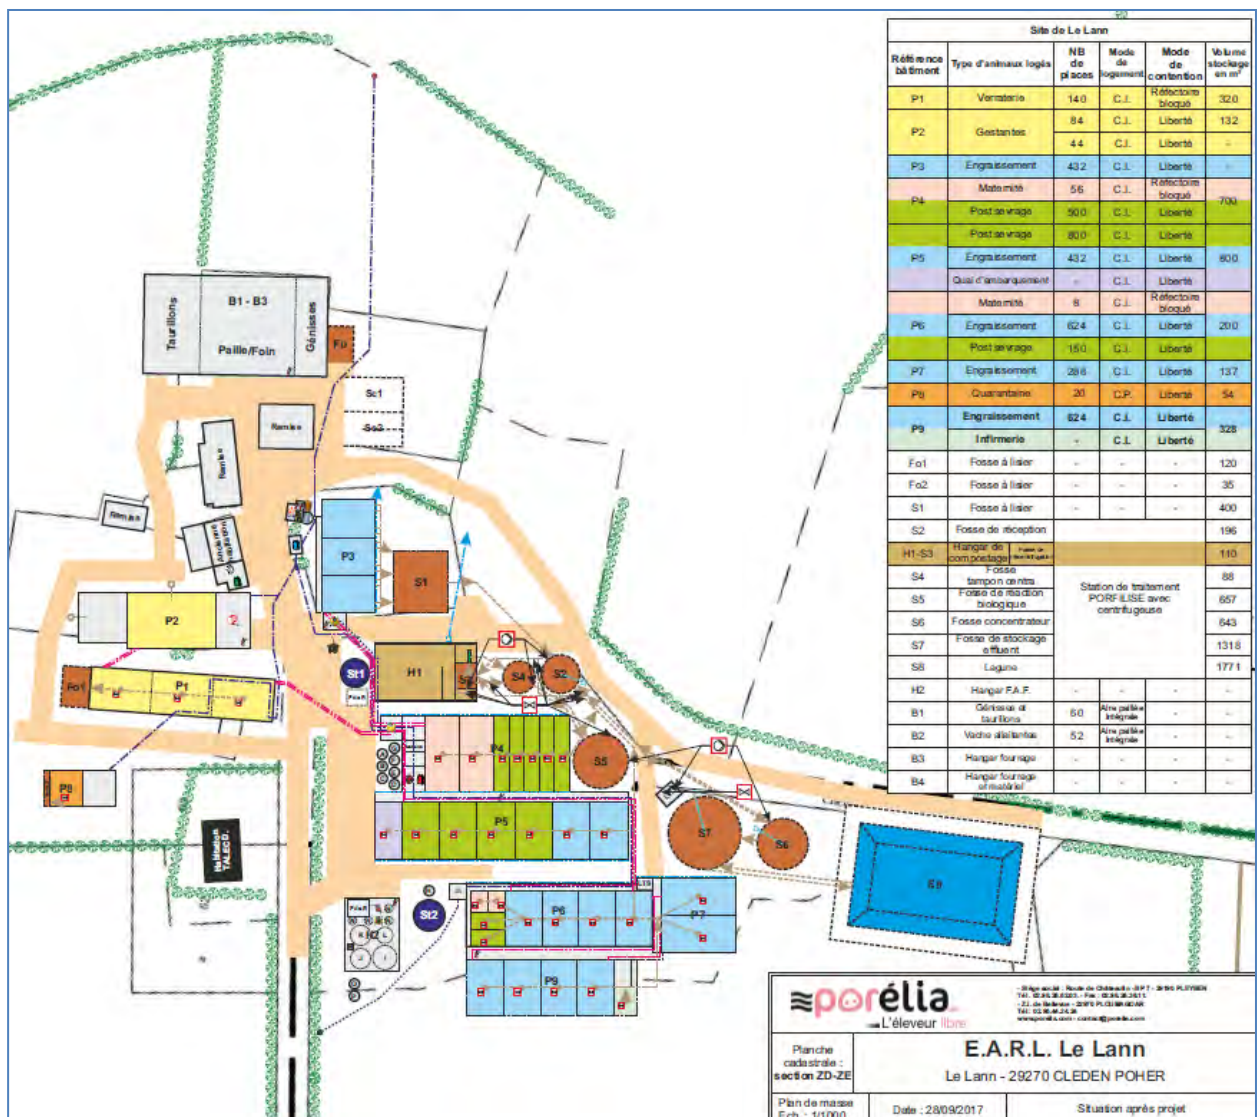 Site de Le Lann
Référence bâtiment | Type d'animaux logés | NB de places | Mode de logement | Mode de contention | Volume stockage en m³
P1 | Verraterie | 140 | C.I. | Réfectoire bloqué | 320
P2 | Gestantes | 84 | C.I. | Liberté | 132
44 | C.I. | Liberté | -
P3 | Engraissement | 432 | C.I. | Liberté | -
P4 | Maternité | 56 | C.I. | Réfectoire bloqué | 700
Post sevrage | 500 | C.I. | Liberté
P5 | Post sevrage | 800 | C.I. | Liberté | 800
Engraissement | 432 | C.I. | Liberté
Quai d'embarquement | - | C.I. | Liberté
P6 | Maternité | 8 | C.I. | Réfectoire bloqué | 200
Engraissement | 624 | C.I. | Liberté
Post sevrage | 150 | C.I. | Liberté
P7 | Engraissement | 286 | C.I. | Liberté | 137
P8 | Quarantaine | 20 | C.P. | Liberté | 54
P9 | Engraissement | 624 | C.I. | Liberté | 328
Infirmerie | - | C.I. | Liberté
Fo1 | Fosse à lisier | - | - | - | 120
Fo2 | Fosse à lisier | - | - | - | 35
S1 | Fosse à lisier | - | - | - | 400
S2 | Fosse de réception | 196
H1-S3 | Hangar de compostage | 110
S4 | Fosse tampon centra | 88
S5 | Fosse de réaction biologique | 657
S6 | Fosse concentrateur | 643
S7 | Fosse de stockage effluent | 1318
S8 | Lagune | 1771
Station de traitement PORFILISE avec centrifugeuse
H2 | Hangar F.A.F. | - | - | - | -
B1 | Génisses et taurillons | 60 | Aire paillée Intégrale | - | -
B2 | Vache allaitantes | 52 | Aire paillée Intégrale | - | -
B3 | Hangar fourrage | - | - | - | -
B4 | Hangar fourrage et matériel | - | - | - | -
Taurillons
B1 - B3
Paille/Foin
Génisses
Fu
Sc1
Sc2
Remise
Remise
Remise
Ancienne habitation
P3
S1
P2
P1
Fo1
St1
H1
S3
S4
S2
P4
S5
P8
P5
Habitation
TALEC D.
S7
S6
S8
St2
H2
P6
P7
P9
porélia
L'éleveur libre
Planche cadastrale :
section ZD-ZE
E.A.R.L. Le Lann
Le Lann - 29270 CLEDEN POHER
Plan de masse
Ech. : 1/1000
Date : 28/09/2017
Situation après projet